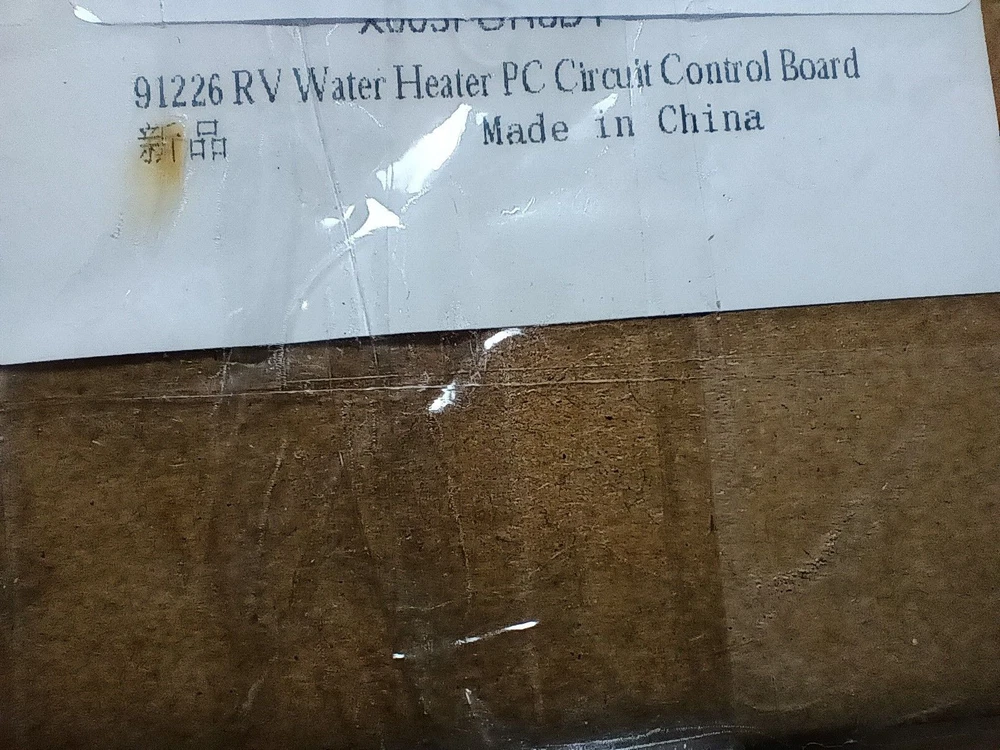 91226 RV Water Heater PC Circuit Control Board
新品
Made in China